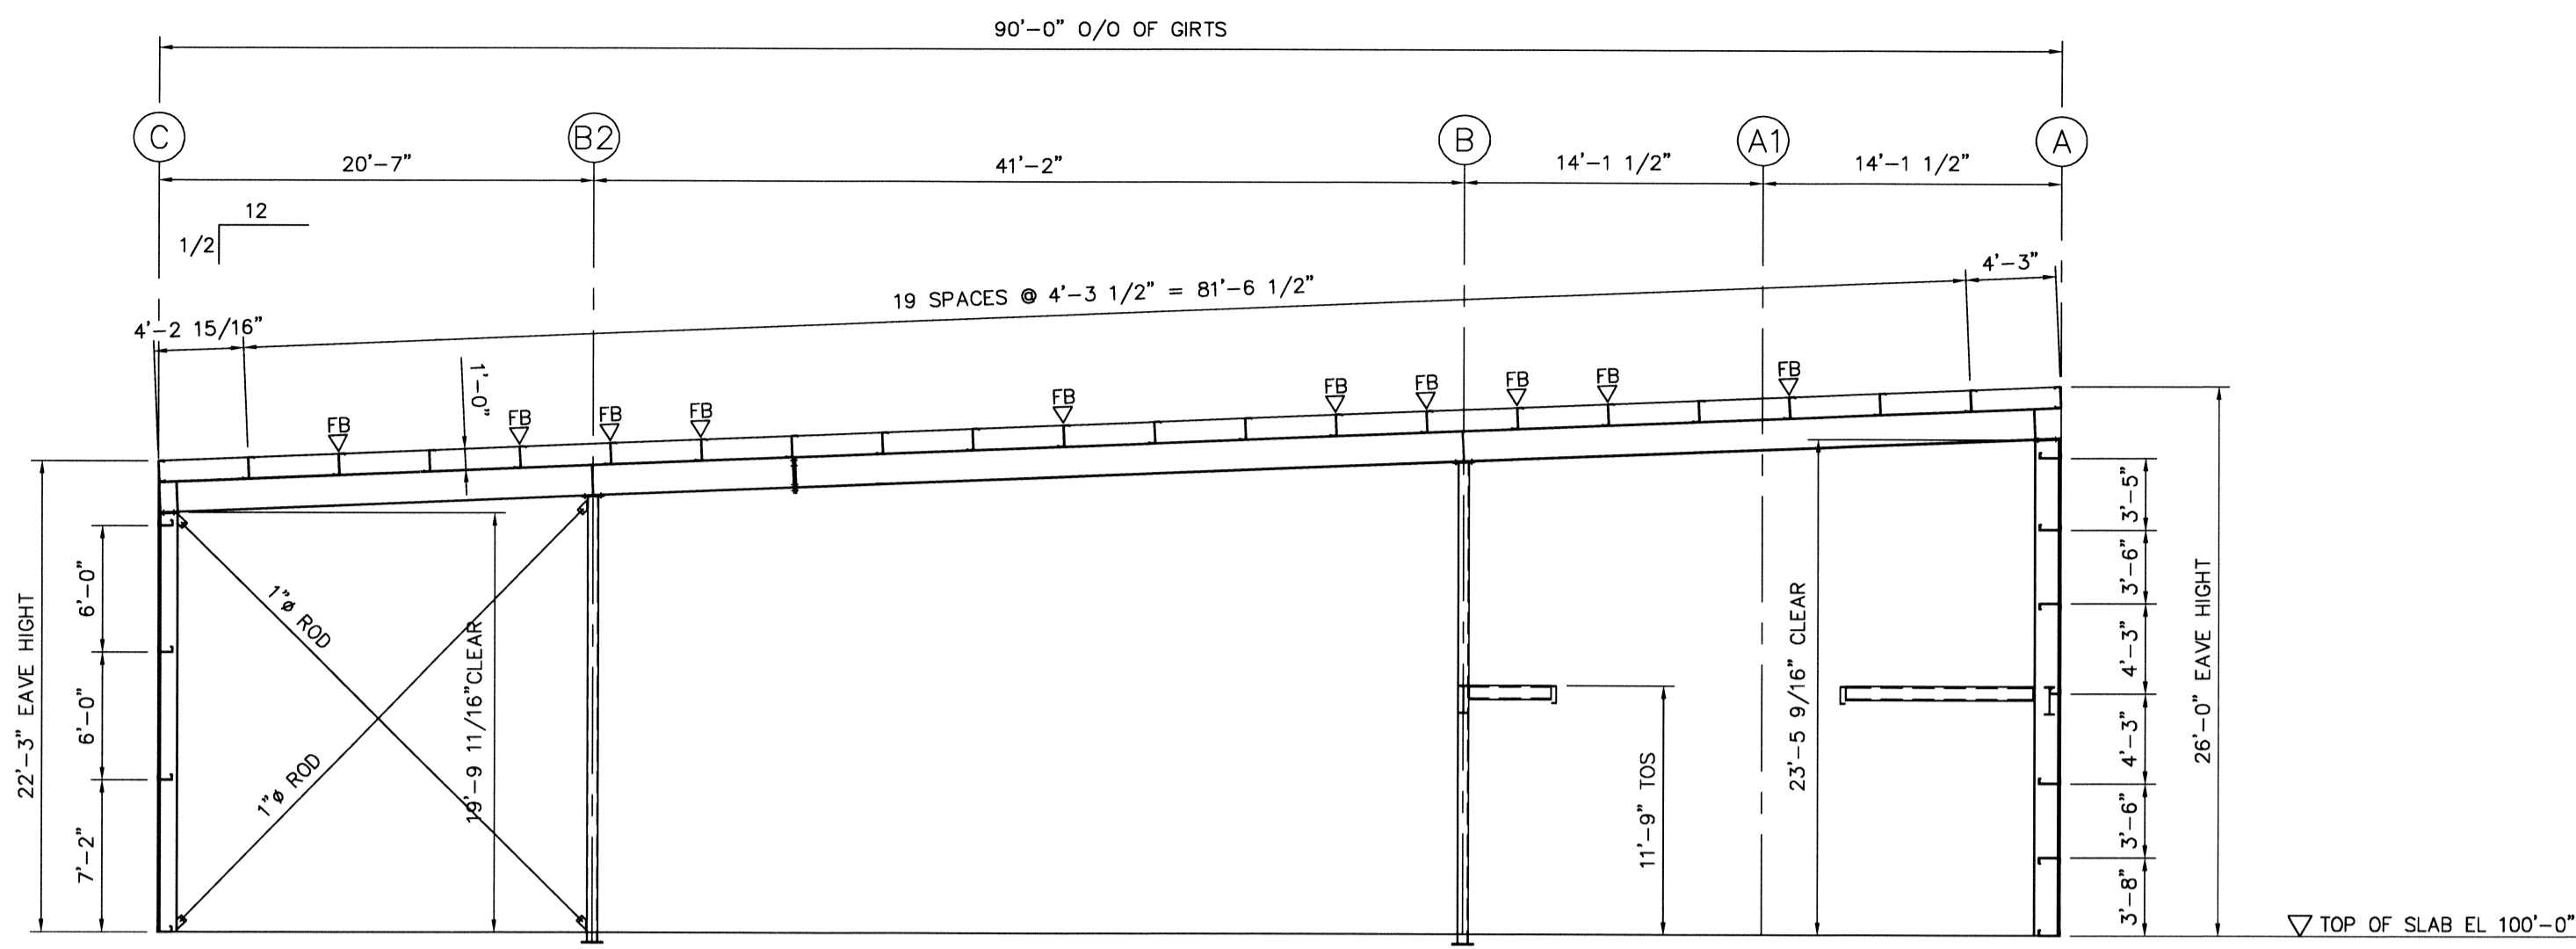 90'-0" O/O OF GIRTS
C
B2
B
A1
A
20'-7"
41'-2"
14'-1 1/2"
14'-1 1/2"
12
1/2
4'-2 15/16"
19 SPACES @ 4'-3 1/2" = 81'-6 1/2"
4'-3"
1'-0"
FB
FB
FB
FB
FB
FB
FB
FB
FB
FB
22'-3" EAVE HIGHT
6'-0"
6'-0"
7'-2"
1"ø ROD
1"ø ROD
19'-9 11/16"CLEAR
11'-9" TOS
23'-5 9/16" CLEAR
3'-5"
3'-6"
4'-3"
4'-3"
3'-6"
3'-8"
26'-0" EAVE HIGHT
TOP OF SLAB EL 100'-0"